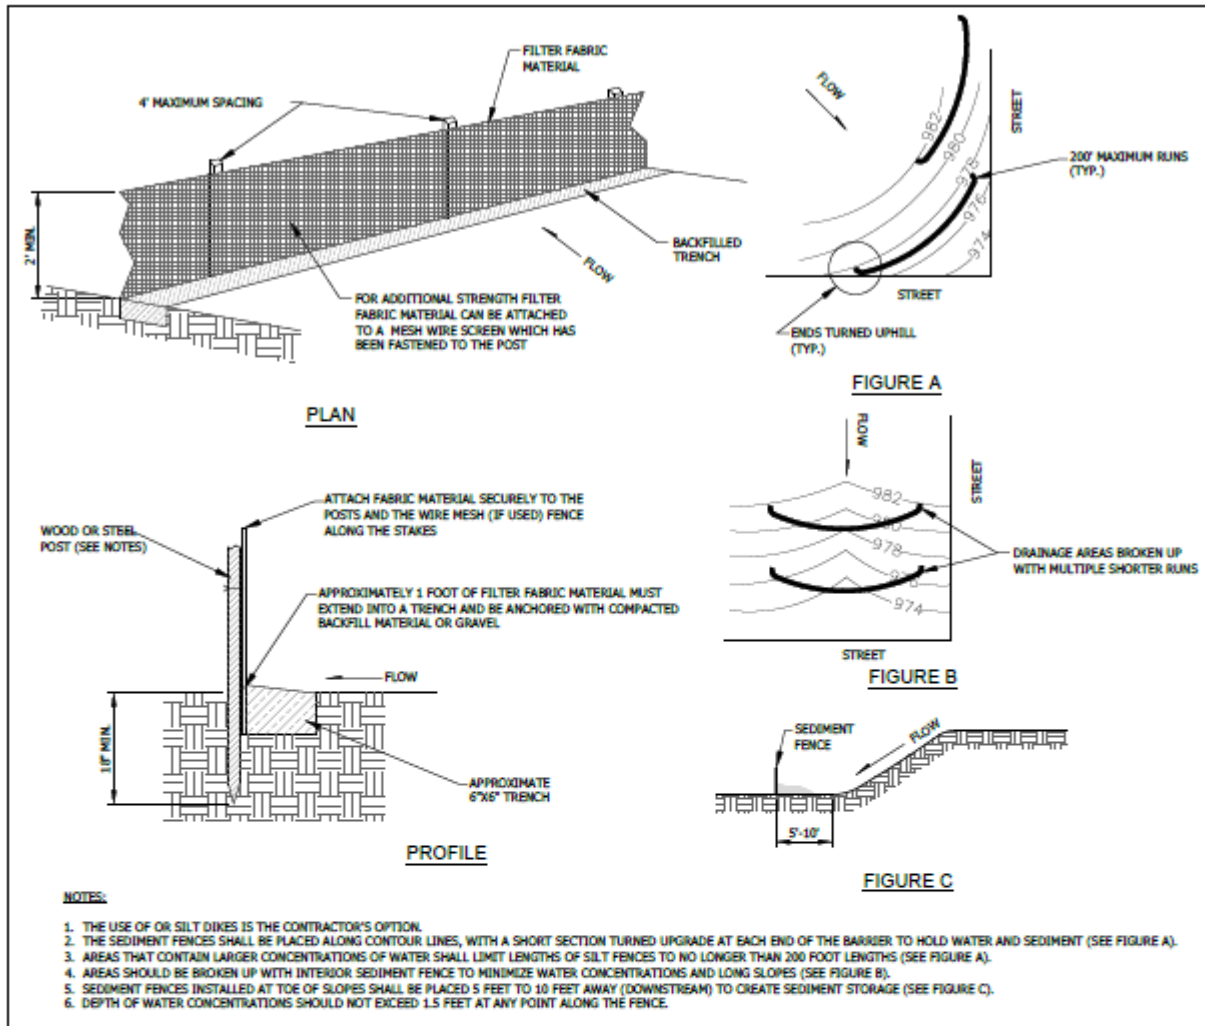 FILTER FABRIC
MATERIAL
4' MAXIMUM SPACING
2' MIN.
BACKFILLED
TRENCH
FLOW
FOR ADDITIONAL STRENGTH FILTER
FABRIC MATERIAL CAN BE ATTACHED
TO A MESH WIRE SCREEN WHICH HAS
BEEN FASTENED TO THE POST
PLAN
FLOW
STREET
982
980
978
976
974
200' MAXIMUM RUNS
(TYP.)
STREET
ENDS TURNED UPHILL
(TYP.)
FIGURE A
ATTACH FABRIC MATERIAL SECURELY TO THE
POSTS AND THE WIRE MESH (IF USED) FENCE
ALONG THE STAKES
WOOD OR STEEL
POST (SEE NOTES)
APPROXIMATELY 1 FOOT OF FILTER FABRIC MATERIAL MUST
EXTEND INTO A TRENCH AND BE ANCHORED WITH COMPACTED
BACKFILL MATERIAL OR GRAVEL
FLOW
18" MIN.
APPROXIMATE
6"X6" TRENCH
PROFILE
FLOW
STREET
982
980
978
976
974
DRAINAGE AREAS BROKEN UP
WITH MULTIPLE SHORTER RUNS
STREET
FIGURE B
SEDIMENT
FENCE
FLOW
5'-10'
FIGURE C
NOTES:
1. THE USE OF OR SILT DIKES IS THE CONTRACTOR'S OPTION.
2. THE SEDIMENT FENCES SHALL BE PLACED ALONG CONTOUR LINES, WITH A SHORT SECTION TURNED UPGRADE AT EACH END OF THE BARRIER TO HOLD WATER AND SEDIMENT (SEE FIGURE A).
3. AREAS THAT CONTAIN LARGER CONCENTRATIONS OF WATER SHALL LIMIT LENGTHS OF SILT FENCES TO NO LONGER THAN 200 FOOT LENGTHS (SEE FIGURE A).
4. AREAS SHOULD BE BROKEN UP WITH INTERIOR SEDIMENT FENCE TO MINIMIZE WATER CONCENTRATIONS AND LONG SLOPES (SEE FIGURE B).
5. SEDIMENT FENCES INSTALLED AT TOE OF SLOPES SHALL BE PLACED 5 FEET TO 10 FEET AWAY (DOWNSTREAM) TO CREATE SEDIMENT STORAGE (SEE FIGURE C).
6. DEPTH OF WATER CONCENTRATIONS SHOULD NOT EXCEED 1.5 FEET AT ANY POINT ALONG THE FENCE.